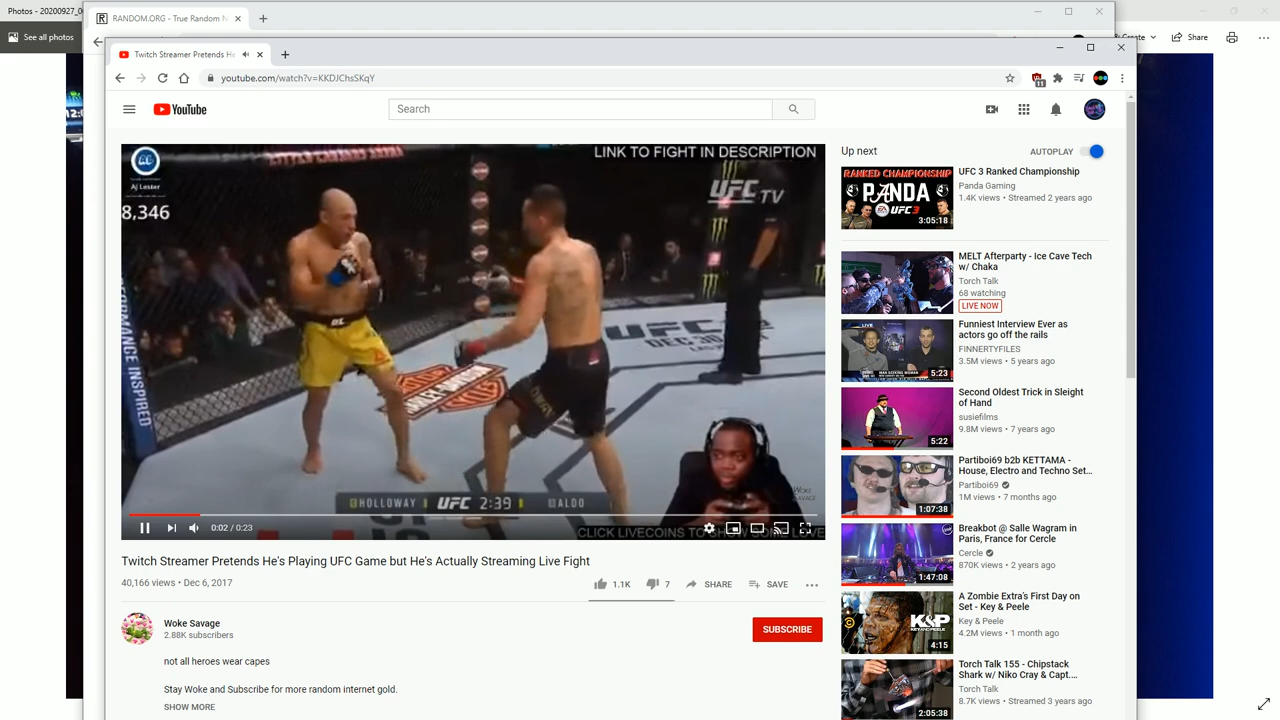 Photos - 20200927_0
RANDOM.ORG - True Random N
See all photos
Create
Share
Twitch Streamer Pretends He
youtube.com/watch?v=KKDJChsSKqY
11
YouTube
Search
AJ Lester
8,346
LINK TO FIGHT IN DESCRIPTION
UFC TV
UFC
DEC 30
HOLLOWAY UFC 2:39 ALDO
0:02 / 0:23
CLICK LIVECOINS TO SHOW SOME LOVE
Twitch Streamer Pretends He's Playing UFC Game but He's Actually Streaming Live Fight
40,166 views • Dec 6, 2017
1.1K
7
SHARE
SAVE
Woke Savage
2.88K subscribers
SUBSCRIBE
not all heroes wear capes
Stay Woke and Subscribe for more random internet gold.
SHOW MORE
Up next
AUTOPLAY
RANKED CHAMPIONSHIP
PANDA
UFC 3
3:05:18
UFC 3 Ranked Championship
Panda Gaming
1.4K views • Streamed 2 years ago
MELT Afterparty - Ice Cave Tech
w/ Chaka
Torch Talk
68 watching
LIVE NOW
LIVE
5:23
Funniest Interview Ever as
actors go off the rails
FINNERTYFILES
3.5M views • 5 years ago
5:22
Second Oldest Trick in Sleight
of Hand
susiefilms
9.8M views • 7 years ago
1:07:38
Partiboi69 b2b KETTAMA -
House, Electro and Techno Set...
Partiboi69
1M views • 7 months ago
1:47:08
Breakbot @ Salle Wagram in
Paris, France for Cercle
Cercle
870K views • 2 years ago
K&P
4:15
A Zombie Extra's First Day on
Set - Key & Peele
Key & Peele
4.2M views • 1 month ago
2:05:38
Torch Talk 155 - Chipstack
Shark w/ Niko Cray & Capt....
Torch Talk
8.7K views • Streamed 3 years ago